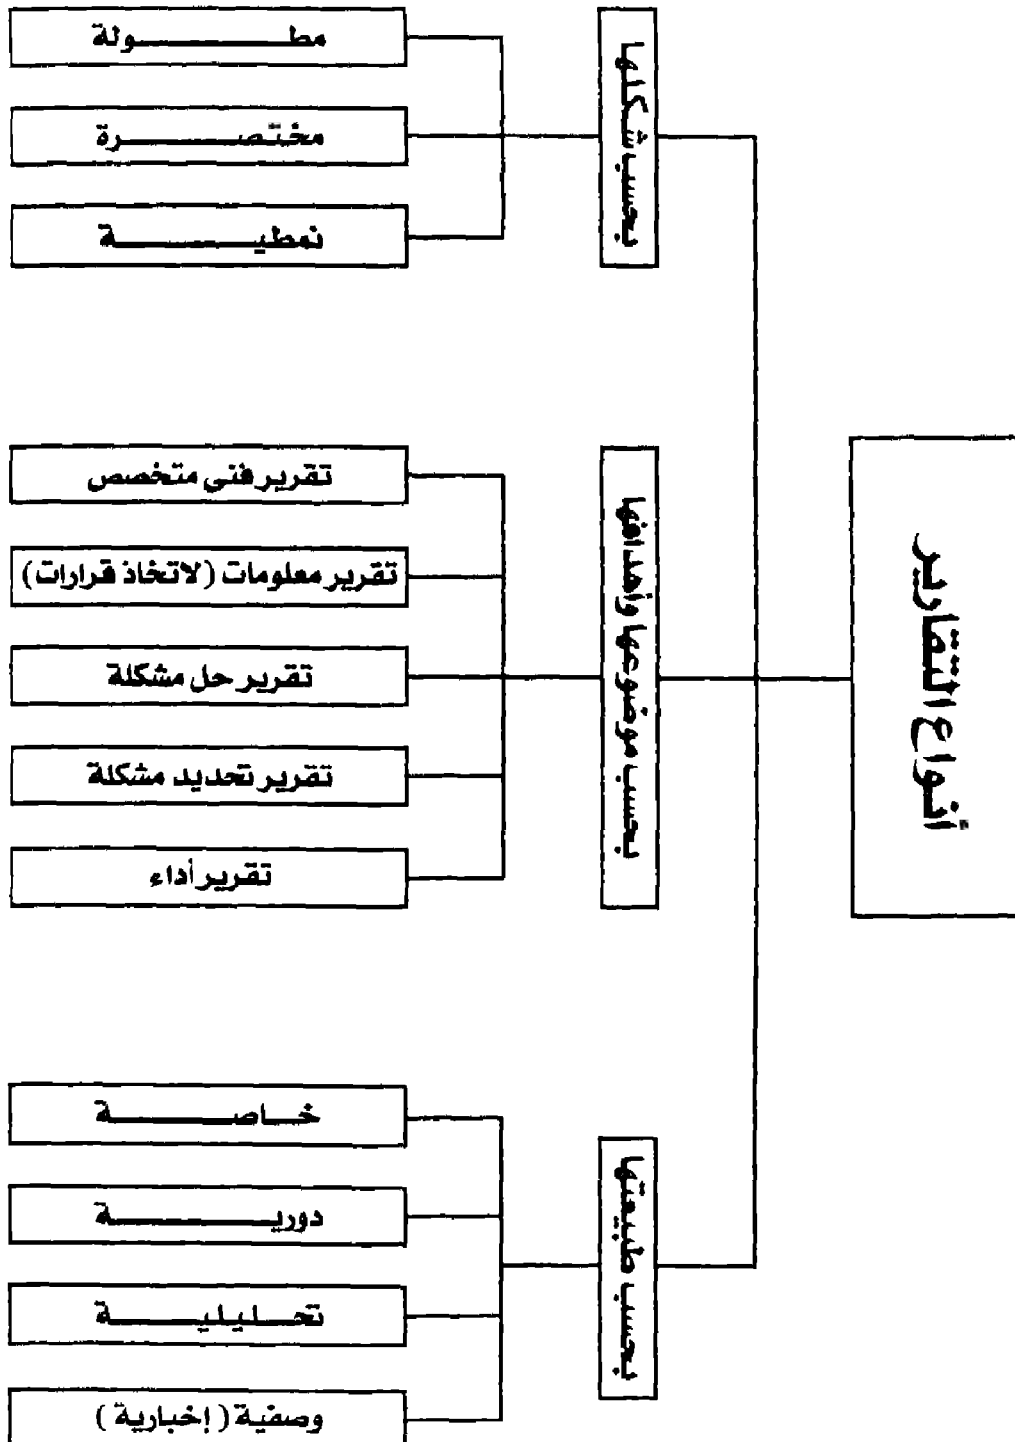 أنواع التقارير
بحسب شكلها
مطولة
مختصرة
نمطية
بحسب موضوعها وأهدافها
تقرير فني متخصص
تقرير معلومات (لاتخاذ قرارات)
تقرير حل مشكلة
تقرير تحديد مشكلة
تقرير أداء
بحسب طبيعتها
خاصة
دورية
تحليلية
وصفية (إخبارية)